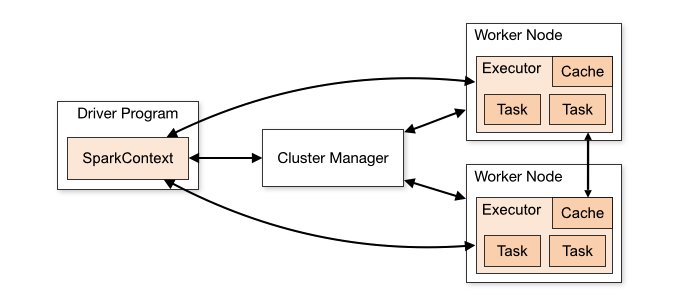 Driver Program
SparkContext
Cluster Manager
Worker Node
Executor
Cache
Task
Task
Worker Node
Executor
Cache
Task
Task